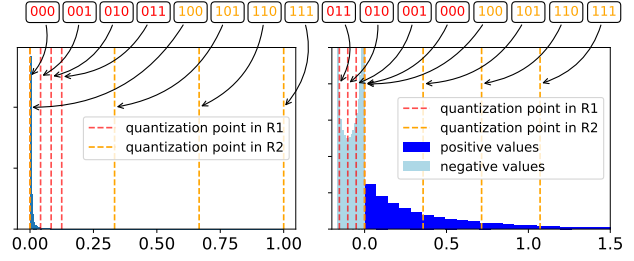 000 001 010 011 100 101 110 111 011 010 001 000 100 101 110 111
quantization point in R1
quantization point in R2
quantization point in R1
quantization point in R2
positive values
negative values
0.00 0.25 0.50 0.75 1.00 0.0 0.5 1.0 1.5